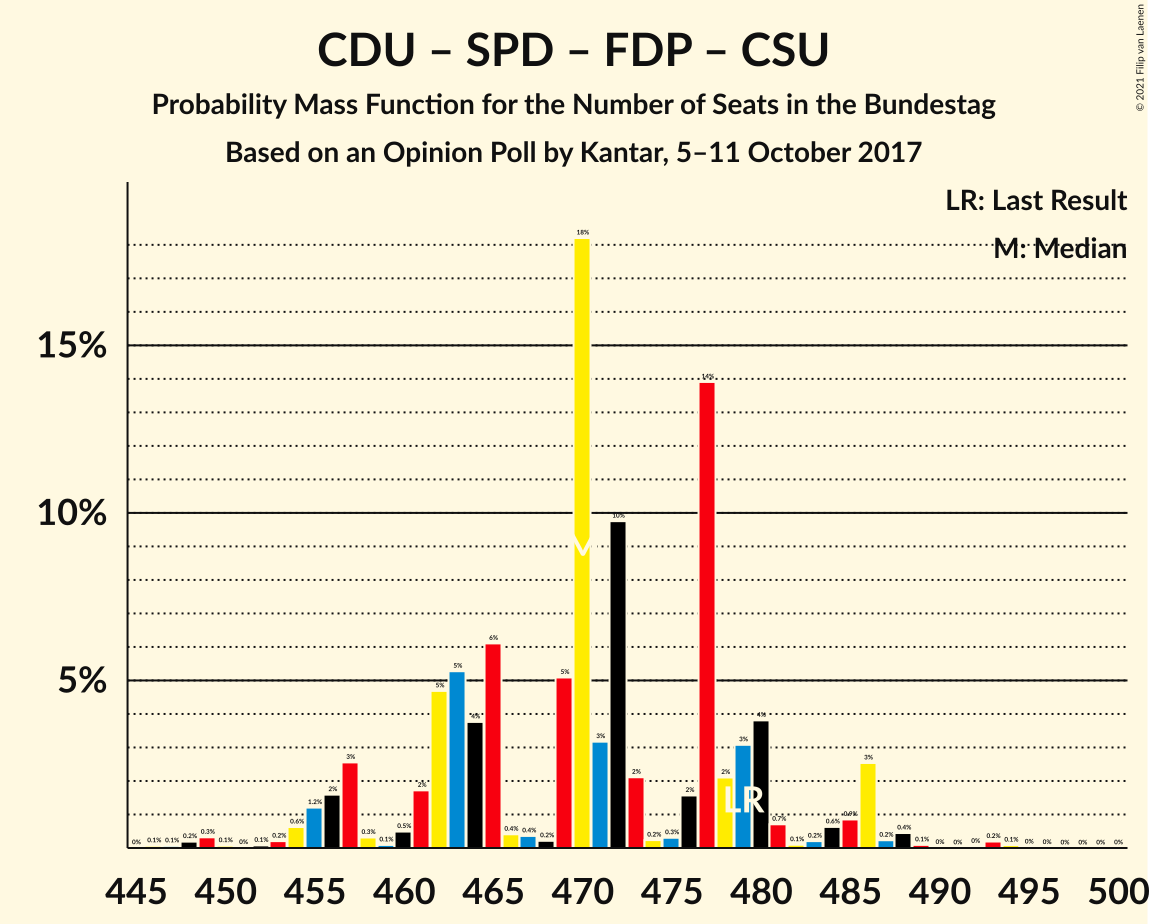 CDU – SPD – FDP – CSU
Probability Mass Function for the Number of Seats in the Bundestag
Based on an Opinion Poll by Kantar, 5–11 October 2017
© 2021 Filip van Laenen
LR: Last Result
M: Median
15%
10%
5%
0% 0.1% 0.1% 0.2% 0.3% 0.1% 0% 0.1% 0.2% 0.6% 1.2% 2% 3% 0.3% 0.1% 0.5% 2% 5% 5% 4% 6% 0.4% 0.4% 0.2% 5% 18% 3% 10% 2% 0.2% 0.3% 2% 14% 2% 3% 4% 0.7% 0.1% 0.2% 0.6% 0.9% 3% 0.2% 0.4% 0.1% 0% 0% 0% 0.2% 0.1% 0% 0% 0% 0% 0% 0%
M
LR
445 450 455 460 465 470 475 480 485 490 495 500